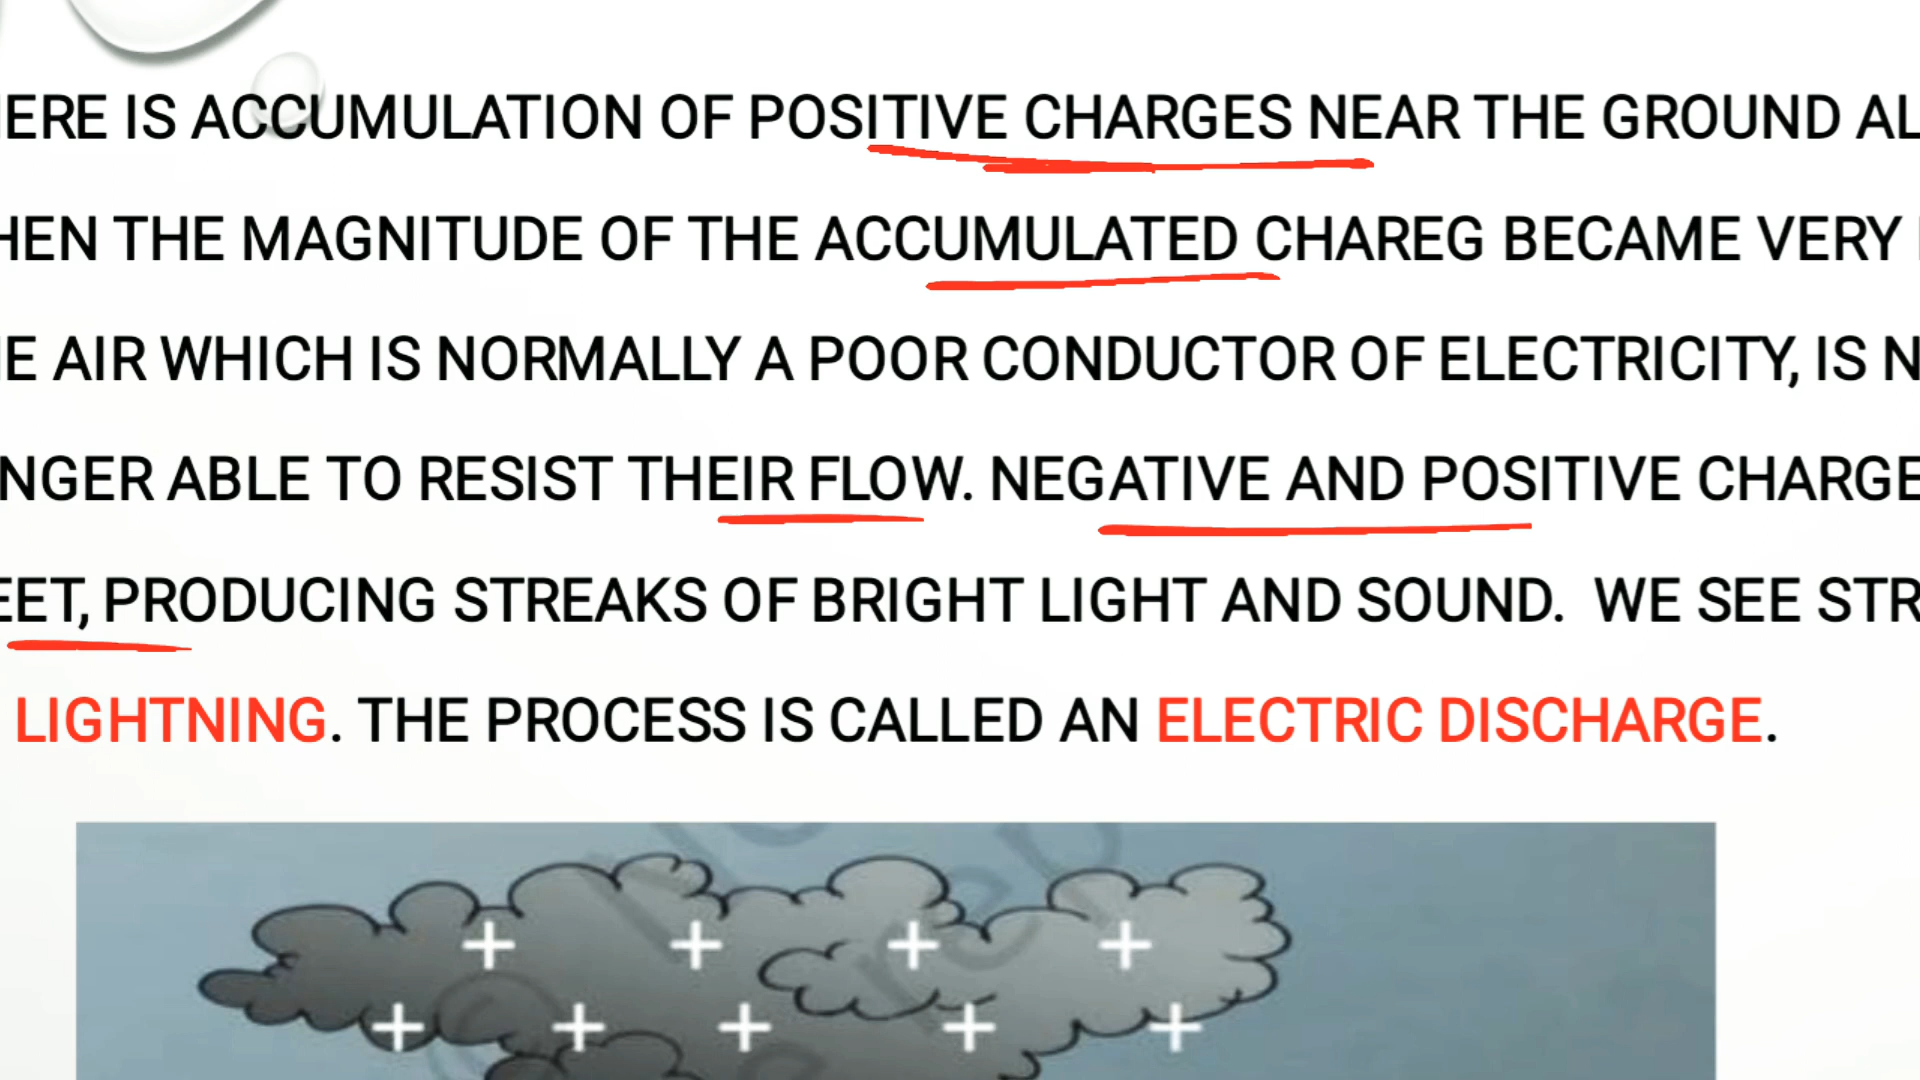 HERE IS ACCUMULATION OF POSITIVE CHARGES NEAR THE GROUND AL
HEN THE MAGNITUDE OF THE ACCUMULATED CHAREG BECAME VERY
E AIR WHICH IS NORMALLY A POOR CONDUCTOR OF ELECTRICITY, IS N
NGER ABLE TO RESIST THEIR FLOW. NEGATIVE AND POSITIVE CHARGE
EET, PRODUCING STREAKS OF BRIGHT LIGHT AND SOUND. WE SEE STR
LIGHTNING. THE PROCESS IS CALLED AN ELECTRIC DISCHARGE.
+ + + +
+ + + + +